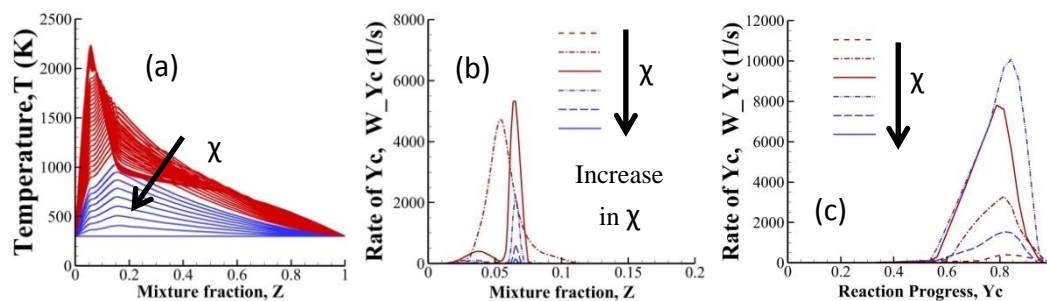 2500
2000
1500
1000
500
0
0 0.2 0.4 0.6 0.8 1
Temperature,T (K)
Mixture fraction, Z
(a)
χ
8000
6000
4000
2000
0
0 0.05 0.1 0.15 0.2
Rate of Yc, W_Yc (1/s)
Mixture fraction, Z
(b)
χ
Increase
in χ
12000
10000
8000
6000
4000
2000
0
0 0.2 0.4 0.6 0.8
Rate of Yc, W_Yc (1/s)
Reaction Progress, Yc
χ
(c)